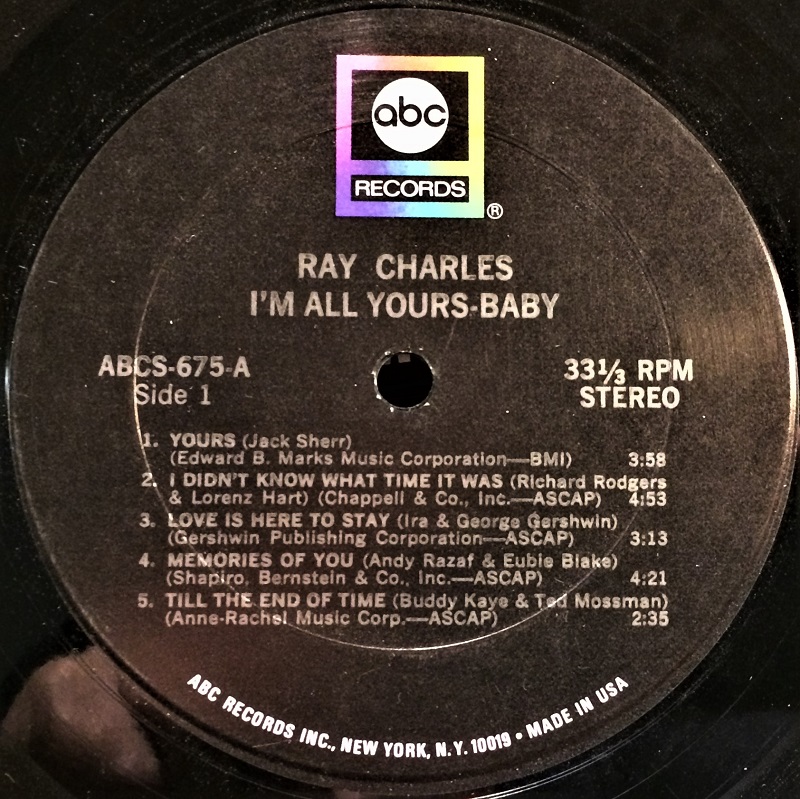 abc
RECORDS
®
RAY CHARLES
I'M ALL YOURS-BABY
ABCS-675-A
Side 1
33⅓ RPM
STEREO
1. YOURS (Jack Sherr)
(Edward B. Marks Music Corporation—BMI) 3:58
2. I DIDN'T KNOW WHAT TIME IT WAS (Richard Rodgers
& Lorenz Hart) (Chappell & Co., Inc.—ASCAP) 4:53
3. LOVE IS HERE TO STAY (Ira & George Gershwin)
(Gershwin Publishing Corporation—ASCAP) 3:13
4. MEMORIES OF YOU (Andy Razaf & Eubie Blake)
(Shapiro, Bernstein & Co., Inc.—ASCAP) 4:21
5. TILL THE END OF TIME (Buddy Kaye & Ted Mossman)
(Anne-Rachel Music Corp.—ASCAP) 2:35
ABC RECORDS INC., NEW YORK, N.Y. 10019 • MADE IN USA